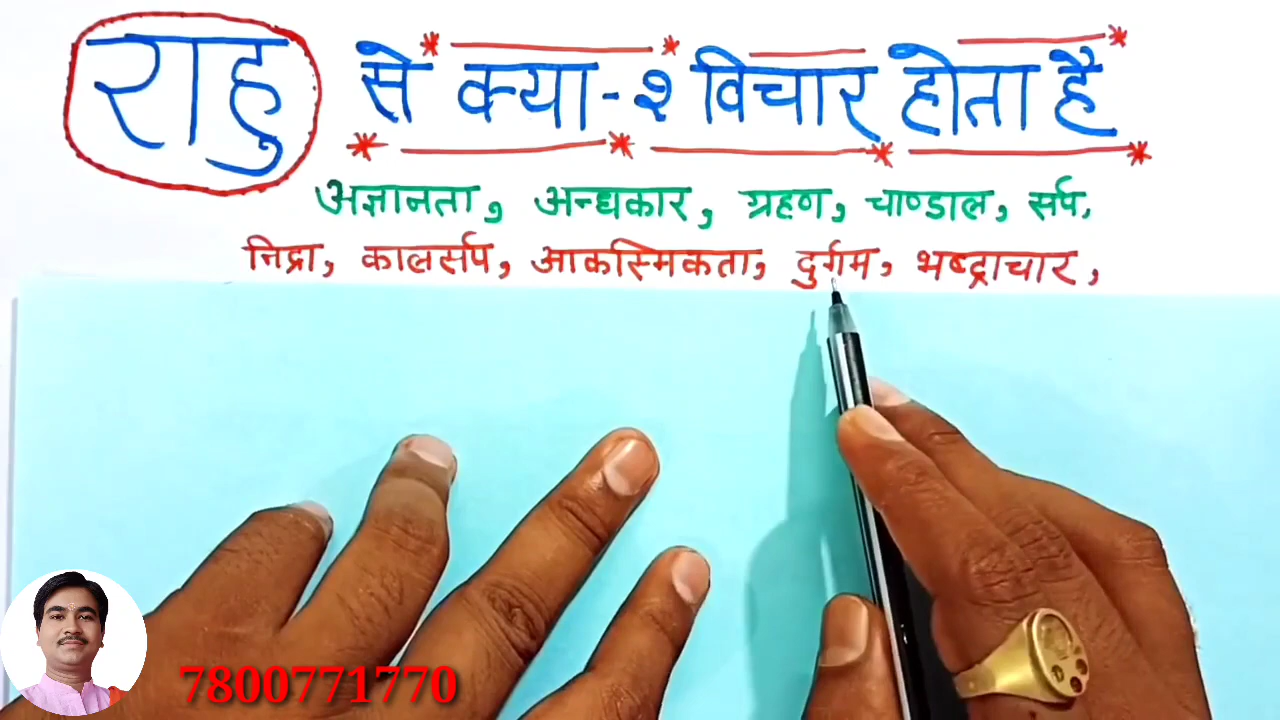 राहु से क्या-२ विचार होता है
अज्ञानता, अन्धकार, ग्रहण, चाण्डाल, सर्प,
निद्रा, कालसर्प, आकस्मिकता, दुर्गम, भष्द्राचार,
7800771770